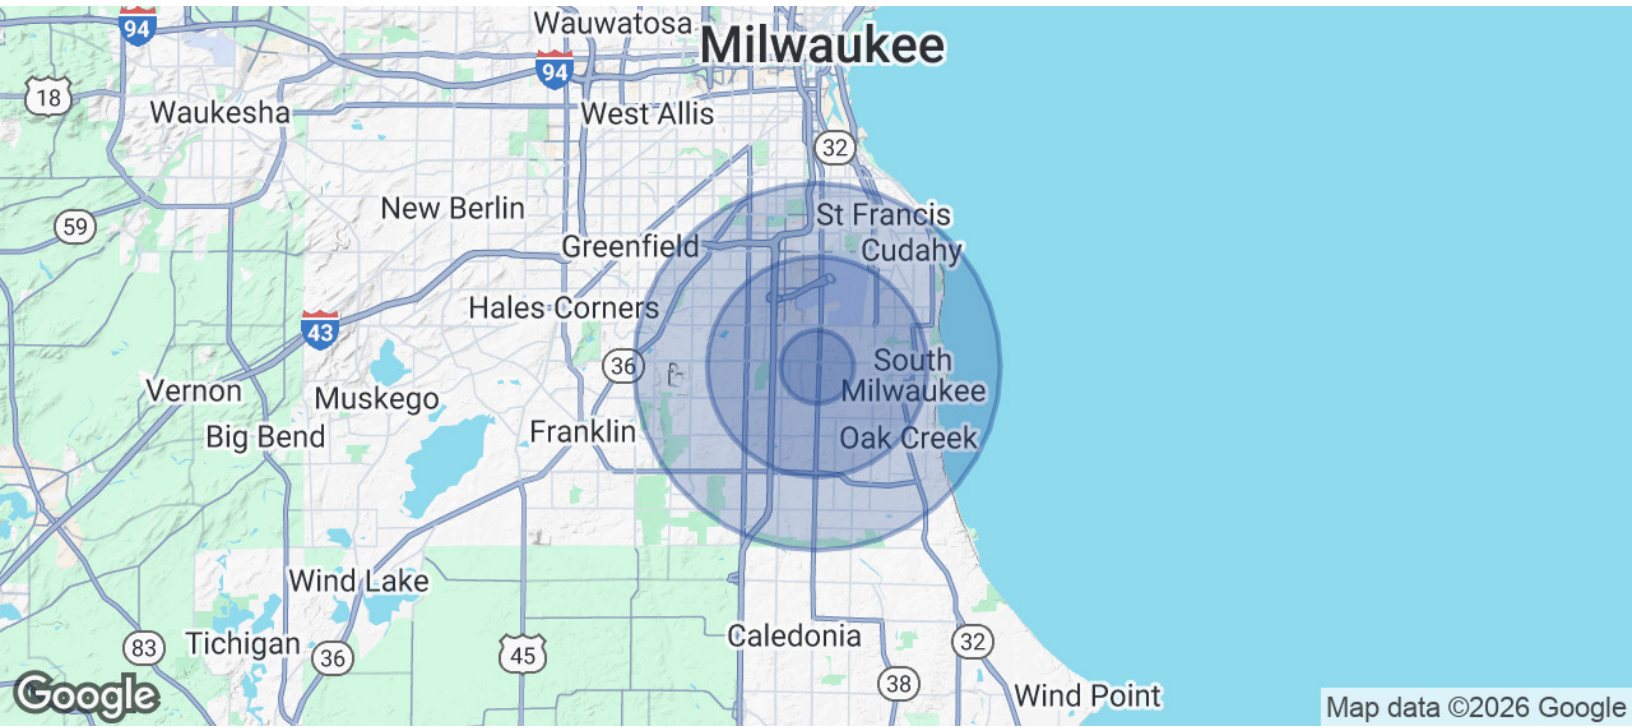 Wauwatosa
94
Milwaukee
94
18
Waukesha
West Allis
32
New Berlin
St Francis
59
Greenfield
Cudahy
Hales Corners
43
36
South
Milwaukee
Vernon
Muskego
Franklin
Big Bend
Oak Creek
Wind Lake
Caledonia
Tichigan
83
36
45
32
38
Wind Point
Google
Map data ©2026 Google